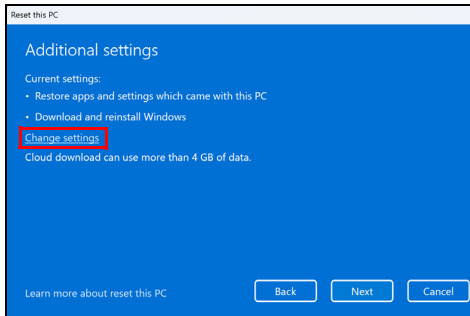 Reset this PC
Additional settings
Current settings:
• Restore apps and settings which came with this PC
• Download and reinstall Windows
Change settings
Cloud download can use more than 4 GB of data.
Learn more about reset this PC
Back
Next
Cancel